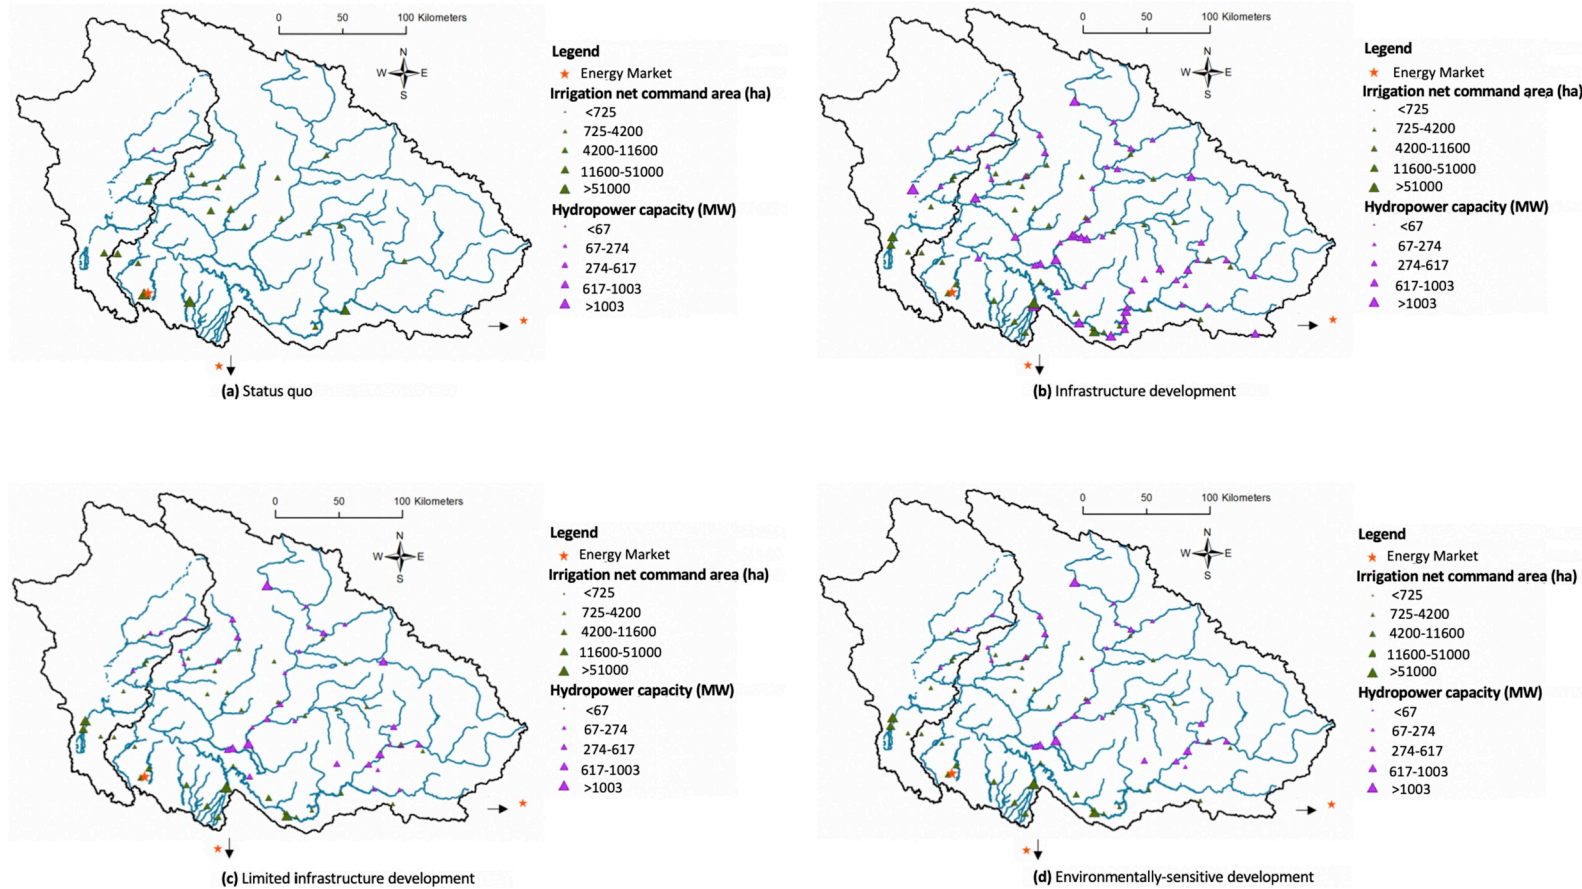 0 50 100 Kilometers
N
W E
S
Legend
Energy Market
Irrigation net command area (ha)
<725
725-4200
4200-11600
11600-51000
>51000
Hydropower capacity (MW)
<67
67-274
274-617
617-1003
>1003
(a) Status quo
0 50 100 Kilometers
N
W E
S
Legend
Energy Market
Irrigation net command area (ha)
<725
725-4200
4200-11600
11600-51000
>51000
Hydropower capacity (MW)
<67
67-274
274-617
617-1003
>1003
(b) Infrastructure development
0 50 100 Kilometers
N
W E
S
Legend
Energy Market
Irrigation net command area (ha)
<725
725-4200
4200-11600
11600-51000
>51000
Hydropower capacity (MW)
<67
67-274
274-617
617-1003
>1003
(c) Limited infrastructure development
0 50 100 Kilometers
N
W E
S
Legend
Energy Market
Irrigation net command area (ha)
<725
725-4200
4200-11600
11600-51000
>51000
Hydropower capacity (MW)
<67
67-274
274-617
617-1003
>1003
(d) Environmentally-sensitive development